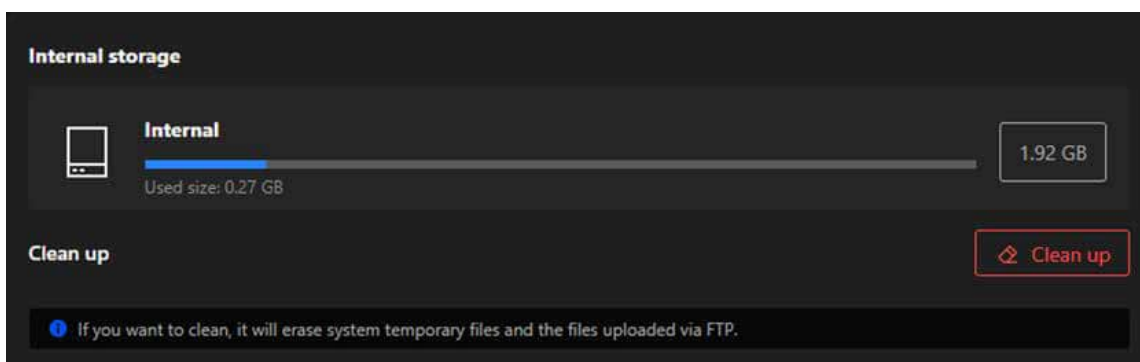 Internal storage
Internal
1.92 GB
Used size: 0.27 GB
Clean up
Clean up
If you want to clean, it will erase system temporary files and the files uploaded via FTP.